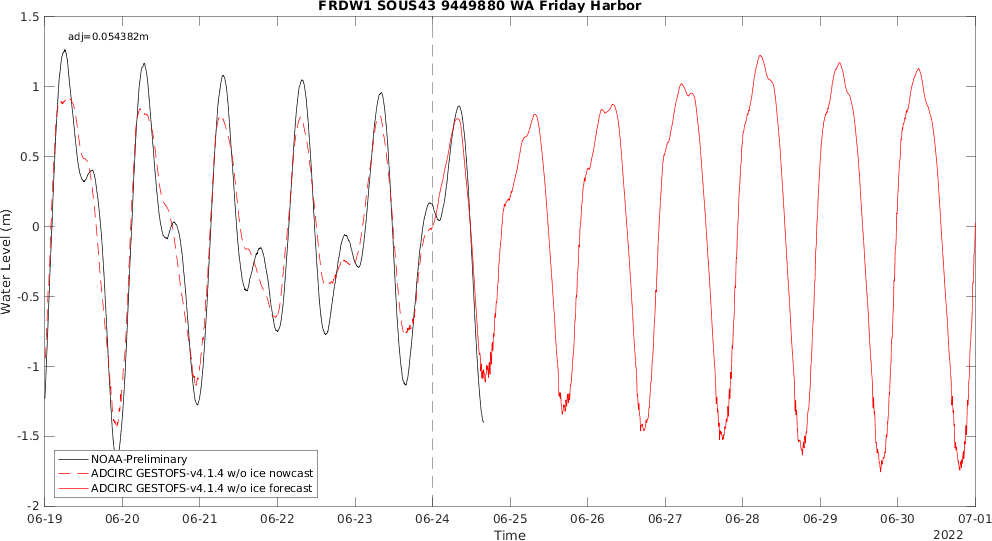 FRDW1 SOUS43 9449880 WA Friday Harbor
adj=0.054382m
Water Level (m)
1.5
1
0.5
0
-0.5
-1
-1.5
-2
NOAA-Preliminary
ADCIRC GESTOFS-v4.1.4 w/o ice nowcast
ADCIRC GESTOFS-v4.1.4 w/o ice forecast
06-19 06-20 06-21 06-22 06-23 06-24 06-25 06-26 06-27 06-28 06-29 06-30 07-01
Time
2022